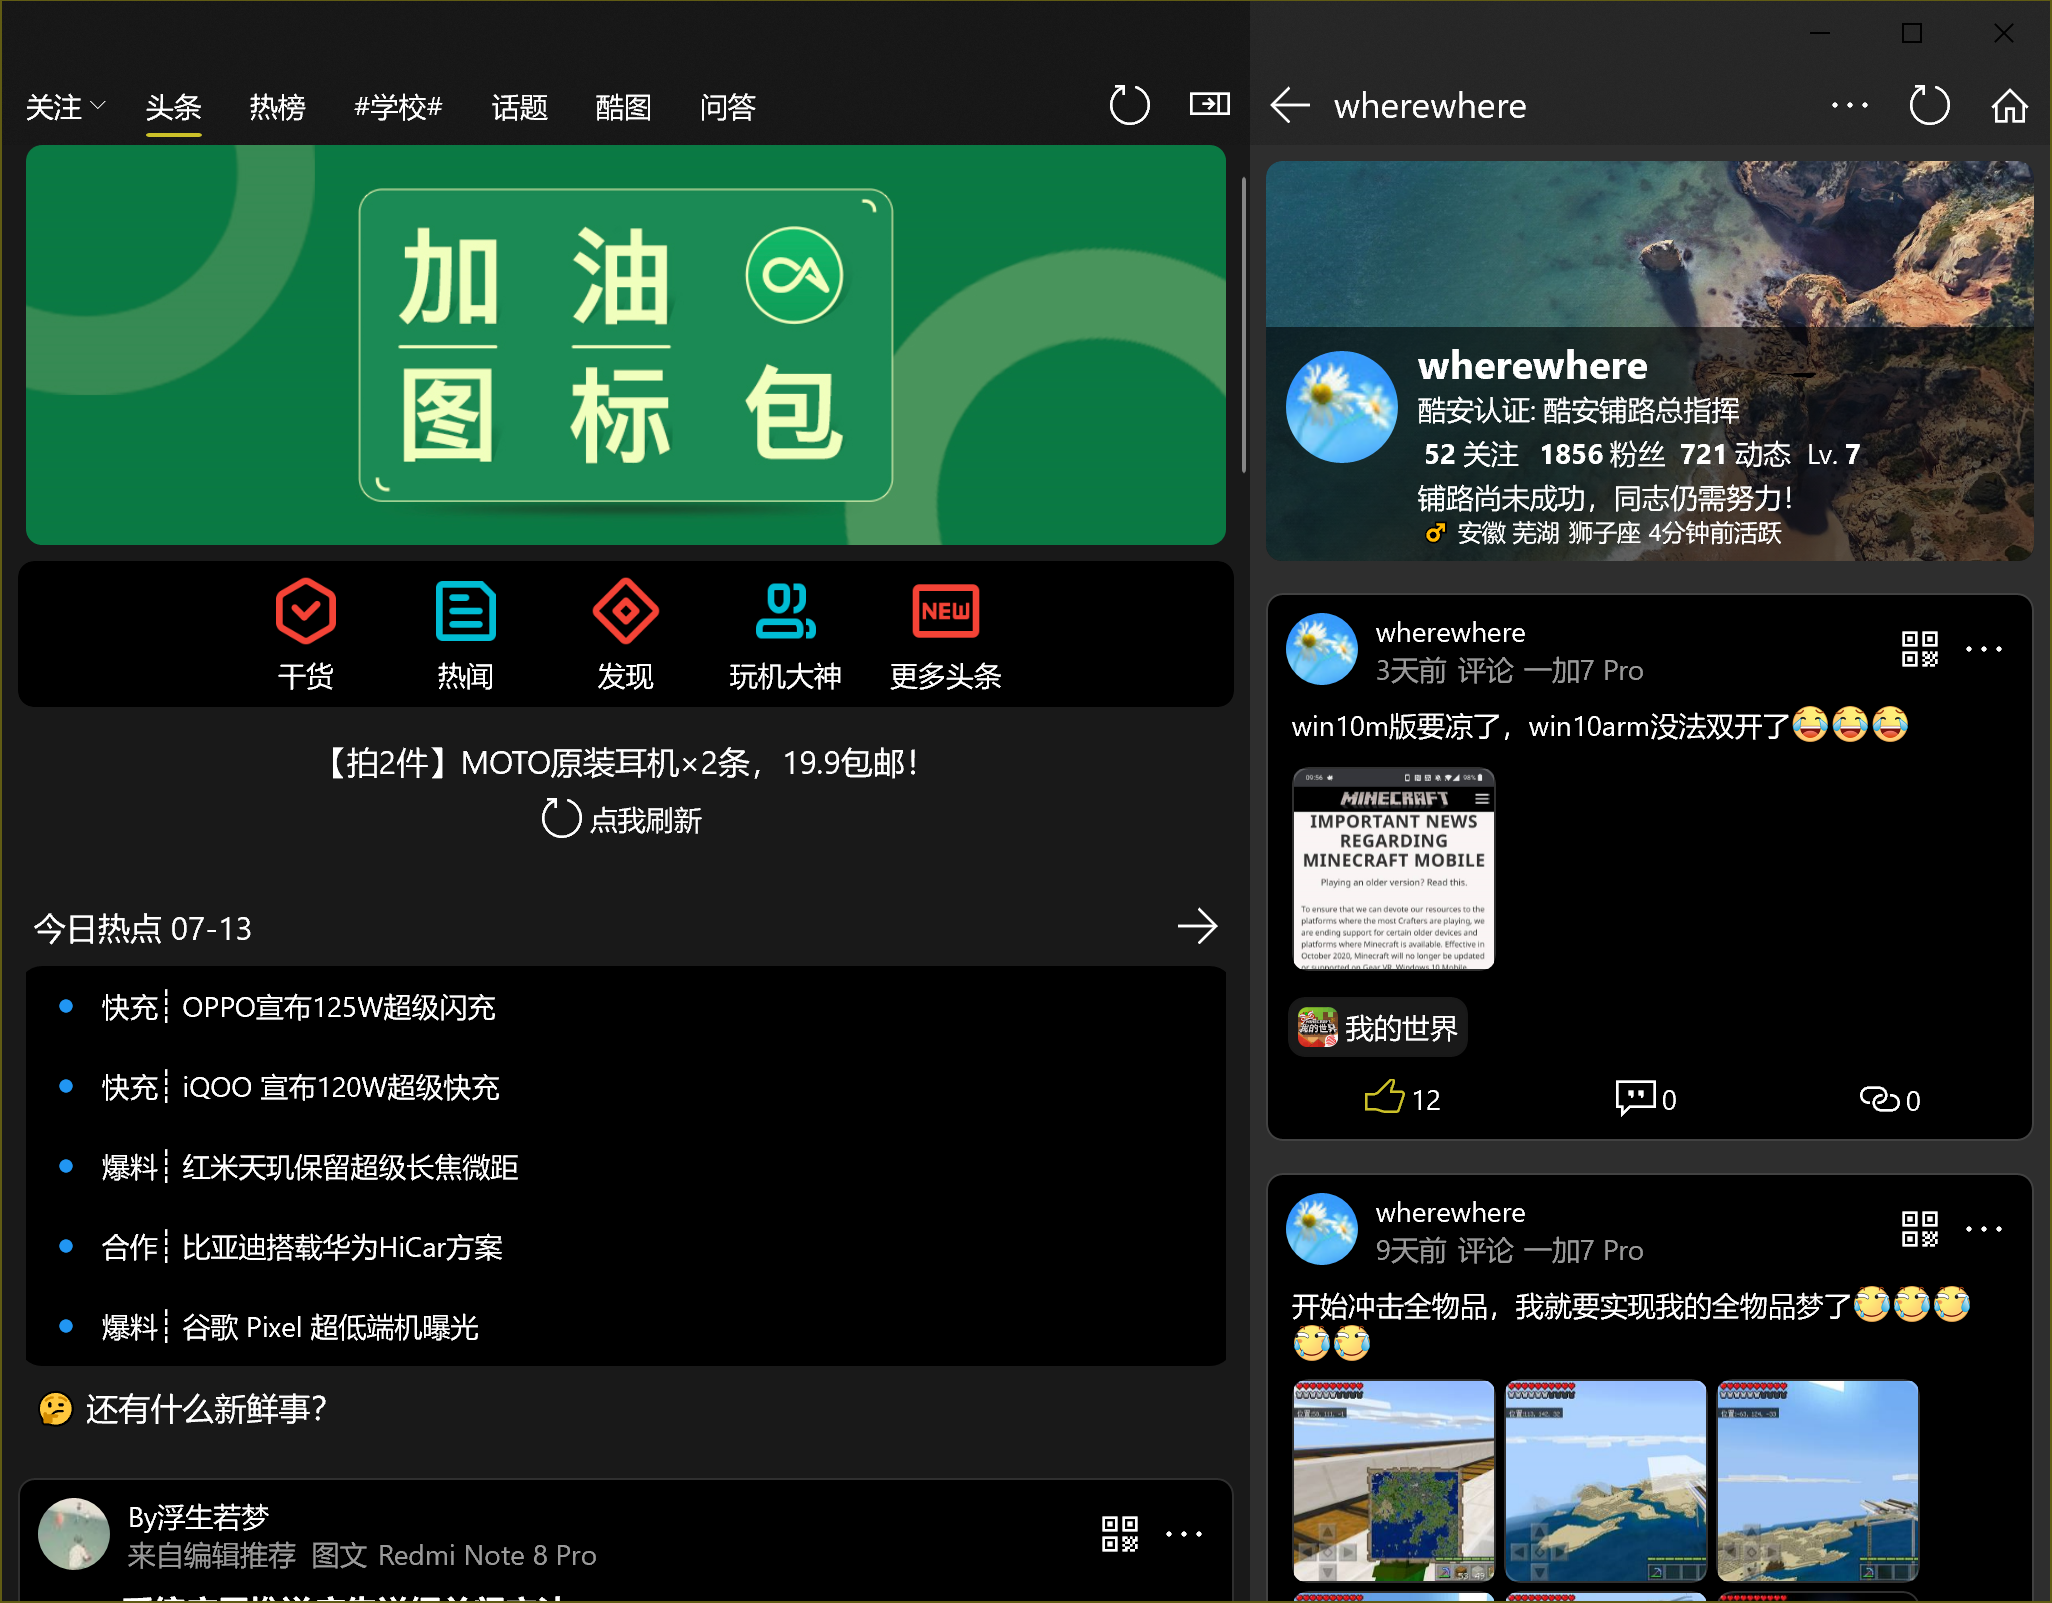 关注
头条
热榜
#学校#
话题
酷图
问答
加油
图标包
干货
热闻
发现
玩机大神
NEW
更多头条
【拍2件】MOTO原装耳机×2条，19.9包邮！
点我刷新
今日热点 07-13
快充┆OPPO宣布125W超级闪充
快充┆iQOO 宣布120W超级快充
爆料┆红米天玑保留超级长焦微距
合作┆比亚迪搭载华为HiCar方案
爆料┆谷歌 Pixel 超低端机曝光
🤔 还有什么新鲜事?
By浮生若梦
来自编辑推荐 图文 Redmi Note 8 Pro
wherewhere
wherewhere
酷安认证: 酷安铺路总指挥
52 关注 1856 粉丝 721 动态 Lv. 7
铺路尚未成功，同志仍需努力！
♂ 安徽 芜湖 狮子座 4分钟前活跃
wherewhere
3天前 评论 一加7 Pro
win10m版要凉了，win10arm没法双开了😂😂😂
09:56
98%
MINECRAFT
IMPORTANT NEWS
REGARDING
MINECRAFT MOBILE
Playing an older version? Read this.
To ensure that we can devote our resources to the
platforms where the most Crafters are playing, we
are ending support for certain older devices and
platforms where Minecraft is available. Effective in
October 2020, Minecraft will no longer be updated
or supported on Gear VR, Windows 10 Mobile,
我的世界
我的世界
12
0
0
wherewhere
9天前 评论 一加7 Pro
开始冲击全物品，我就要实现我的全物品梦了